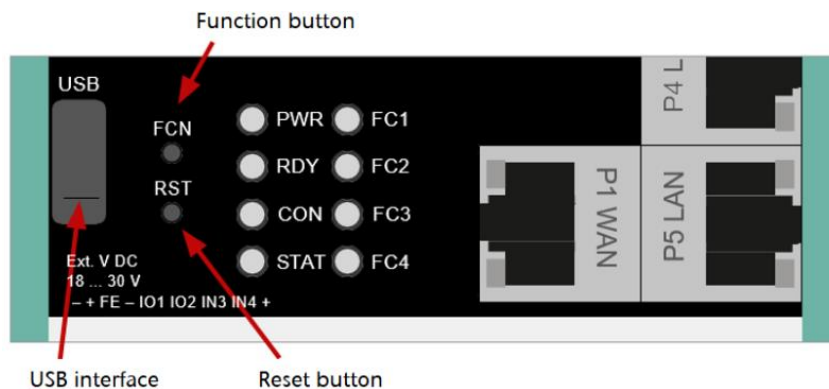 Function button
USB
FCN
RST
PWR
FC1
RDY
FC2
CON
FC3
STAT
FC4
P4 L
P1 WAN
P5 LAN
Ext. V DC
18 ... 30 V
– + FE – IO1 IO2 IN3 IN4 +
USB interface
Reset button